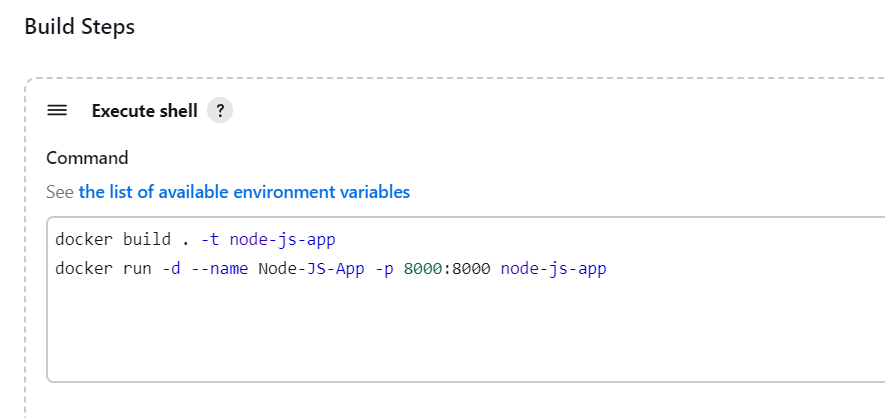 Build Steps
Execute shell ?
Command
See the list of available environment variables
docker build . -t node-js-app
docker run -d --name Node-JS-App -p 8000:8000 node-js-app